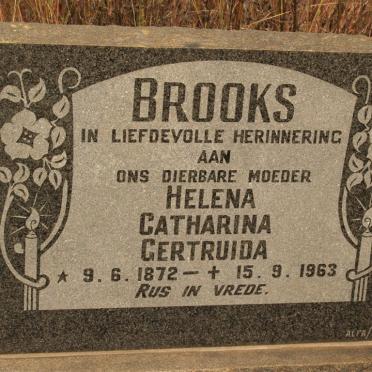 BROOKS
IN LIEFDEVOLLE HERINNERING
AAN
ONS DIERBARE MOEDER
HELENA
CATHARINA
GERTRUIDA
★ 9. 6. 1872 — + 15. 9. 1963
RUS IN VREDE.